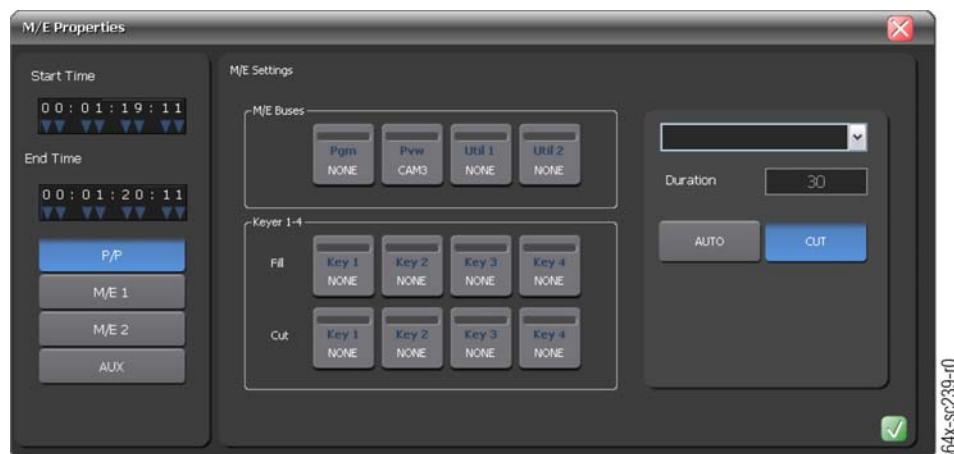 M/E Properties
Start Time
00:01:19:11
End Time
00:01:20:11
P/P
M/E 1
M/E 2
AUX
M/E Settings
M/E Buses
Pgm Pvw Util 1 Util 2
NONE CAM3 NONE NONE
Keyer 1-4
Fill
Key 1 Key 2 Key 3 Key 4
NONE NONE NONE NONE
Cut
Key 1 Key 2 Key 3 Key 4
NONE NONE NONE NONE
Duration 30
AUTO CUT
64x-sc239-r0